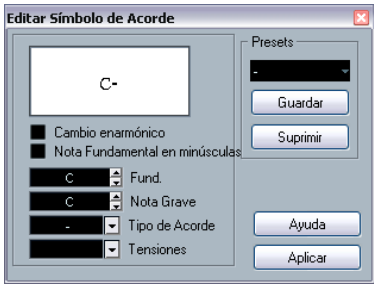 Editar Símbolo de Acorde
Presets
C-
-
Guardar
Cambio enarmónico
Suprimir
Nota Fundamental en minúsculas
C Fund.
C Nota Grave
- Tipo de Acorde
Ayuda
Tensiones
Aplicar